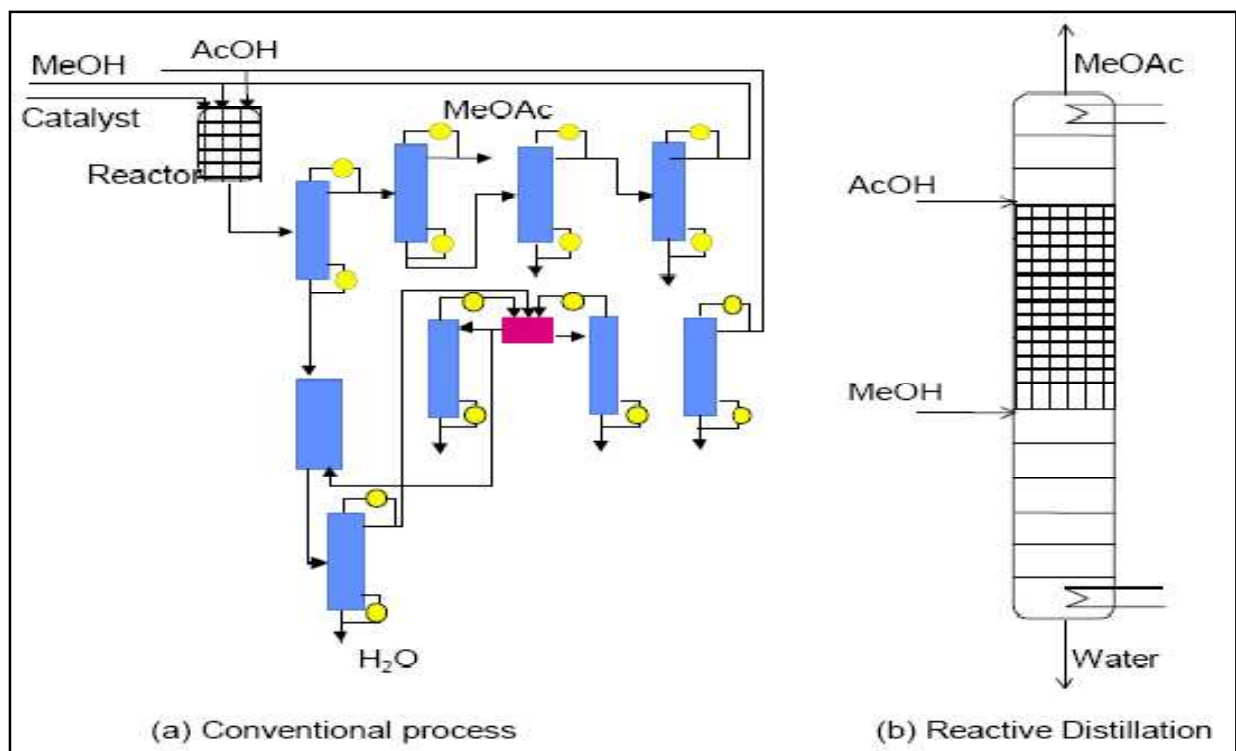 AcOH
MeOH
MeOAc
Catalyst
Reactor
H₂O
(a) Conventional process
MeOAc
AcOH
MeOH
Water
(b) Reactive Distillation